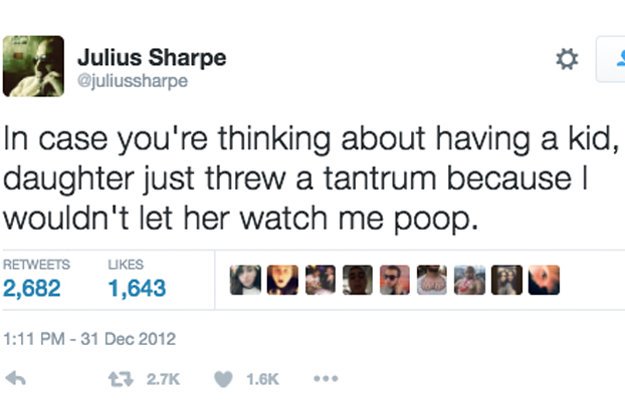 Julius Sharpe
@juliussharpe
In case you're thinking about having a kid,
daughter just threw a tantrum because I
wouldn't let her watch me poop.
RETWEETS LIKES
2,682 1,643
1:11 PM - 31 Dec 2012
2.7K 1.6K